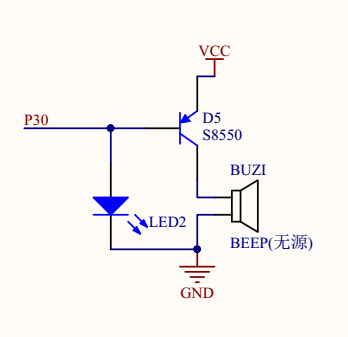 VCC
P30
D5
S8550
BUZI
LED2
BEEP(无源)
GND